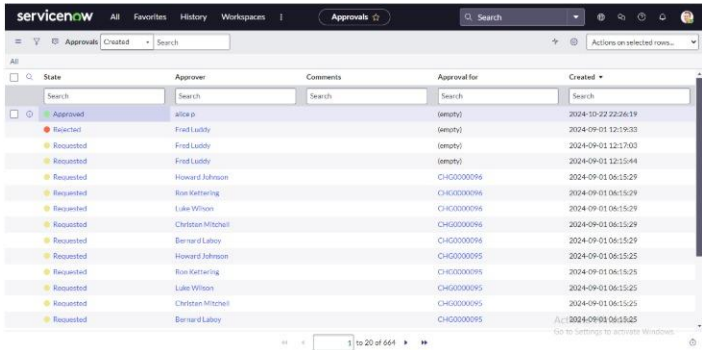 servicenow All Favorites History Workspaces Approvals Search
Approvals Created Search Actions on selected rows...
All
State Approver Comments Approval for Created
Search Search Search Search Search
Approved alice p (empty) 2024-10-22 22:26:19
Rejected Fred Luddy (empty) 2024-09-01 12:19:33
Requested Fred Luddy (empty) 2024-09-01 12:17:03
Requested Fred Luddy (empty) 2024-09-01 12:15:44
Requested Howard Johnson CHG0000096 2024-09-01 06:15:29
Requested Ron Kettering CHG0000096 2024-09-01 06:15:29
Requested Luke Wilson CHG0000096 2024-09-01 06:15:29
Requested Christen Mitchell CHG0000096 2024-09-01 06:15:29
Requested Bernard Laboy CHG0000096 2024-09-01 06:15:29
Requested Howard Johnson CHG0000095 2024-09-01 06:15:25
Requested Ron Kettering CHG0000095 2024-09-01 06:15:25
Requested Luke Wilson CHG0000095 2024-09-01 06:15:25
Requested Christen Mitchell CHG0000095 2024-09-01 06:15:25
Requested Bernard Laboy CHG0000095 2024-09-01 06:15:25
Go to Settings to activate Windows.
1 to 20 of 664